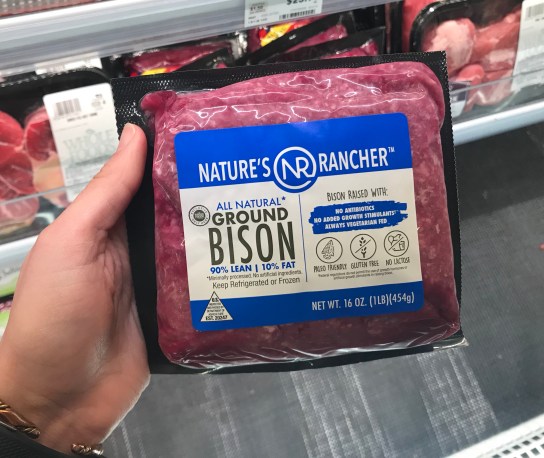 NATURE'S NR RANCHER™
ALL NATURAL*
GROUND
BISON
90% LEAN | 10% FAT
*Minimally processed. No artificial ingredients.
Keep Refrigerated or Frozen
BISON RAISED WITH:
NO ANTIBIOTICS
NO ADDED GROWTH STIMULANTS*
ALWAYS VEGETARIAN FED
PALEO FRIENDLY GLUTEN FREE NO LACTOSE
NET WT. 16 OZ. (1LB)(454g)
U.S.
EST. 20247